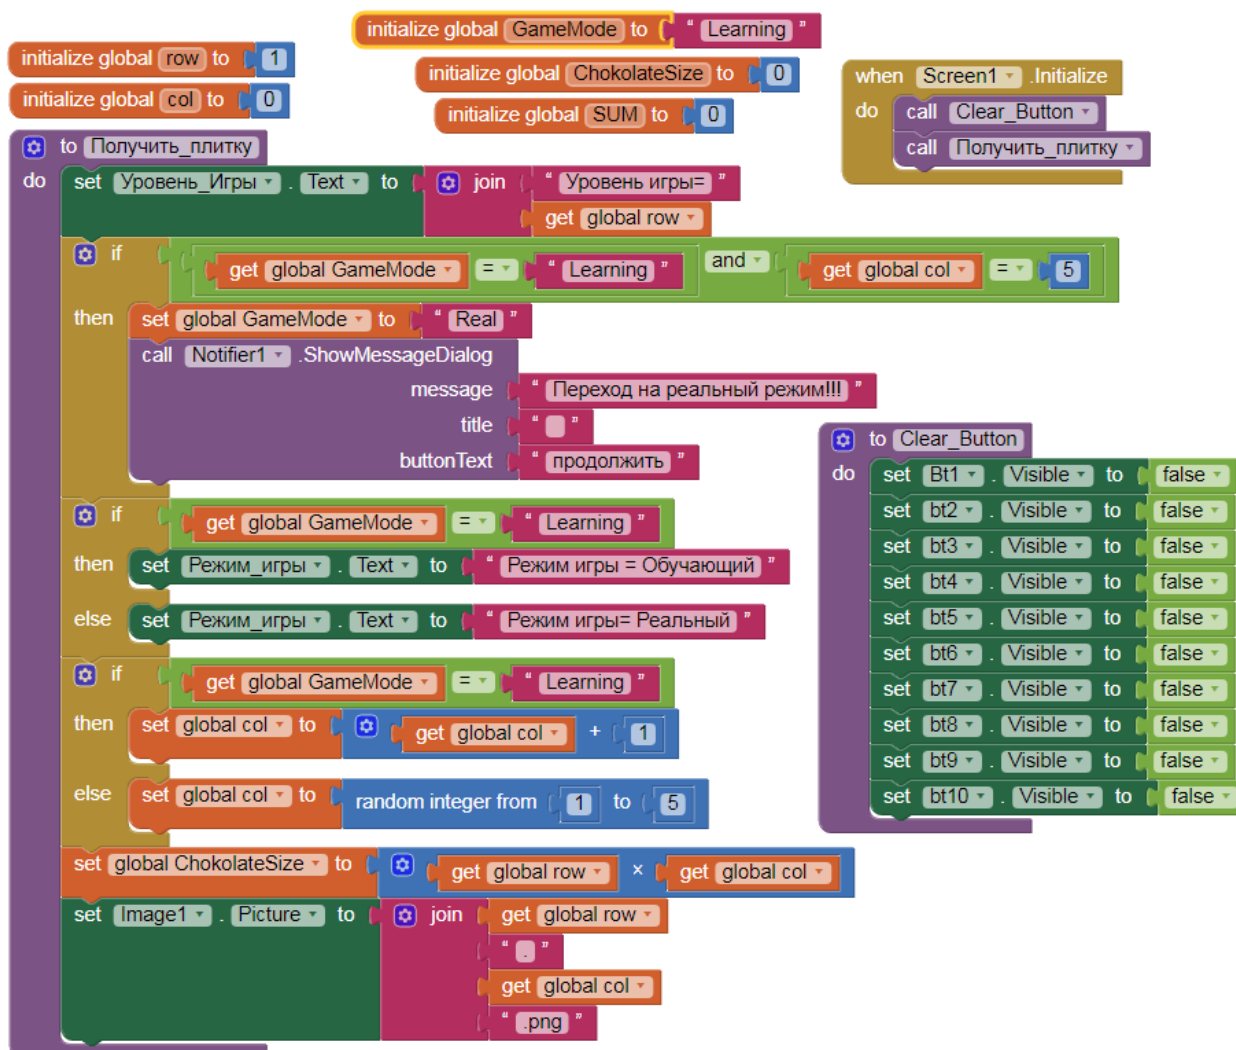 initialize global GameMode to " Learning "
initialize global row to 1
initialize global ChokolateSize to 0
initialize global col to 0
initialize global SUM to 0
when Screen1 .Initialize
do call Clear_Button
call Получить_плитку
to Получить_плитку
do set Уровень_Игры . Text to join " Уровень игры= "
get global row
if get global GameMode = " Learning " and get global col = 5
then set global GameMode to " Real "
call Notifier1 .ShowMessageDialog
message " Переход на реальный режим!!! "
title " "
buttonText " продолжить "
if get global GameMode = " Learning "
then set Режим_игры . Text to " Режим игры = Обучающий "
else set Режим_игры . Text to " Режим игры= Реальный "
if get global GameMode = " Learning "
then set global col to get global col + 1
else set global col to random integer from 1 to 5
set global ChokolateSize to get global row × get global col
set Image1 . Picture to join get global row
" . "
get global col
" .png "
to Clear_Button
do set Bt1 . Visible to false
set bt2 . Visible to false
set bt3 . Visible to false
set bt4 . Visible to false
set bt5 . Visible to false
set bt6 . Visible to false
set bt7 . Visible to false
set bt8 . Visible to false
set bt9 . Visible to false
set bt10 . Visible to false